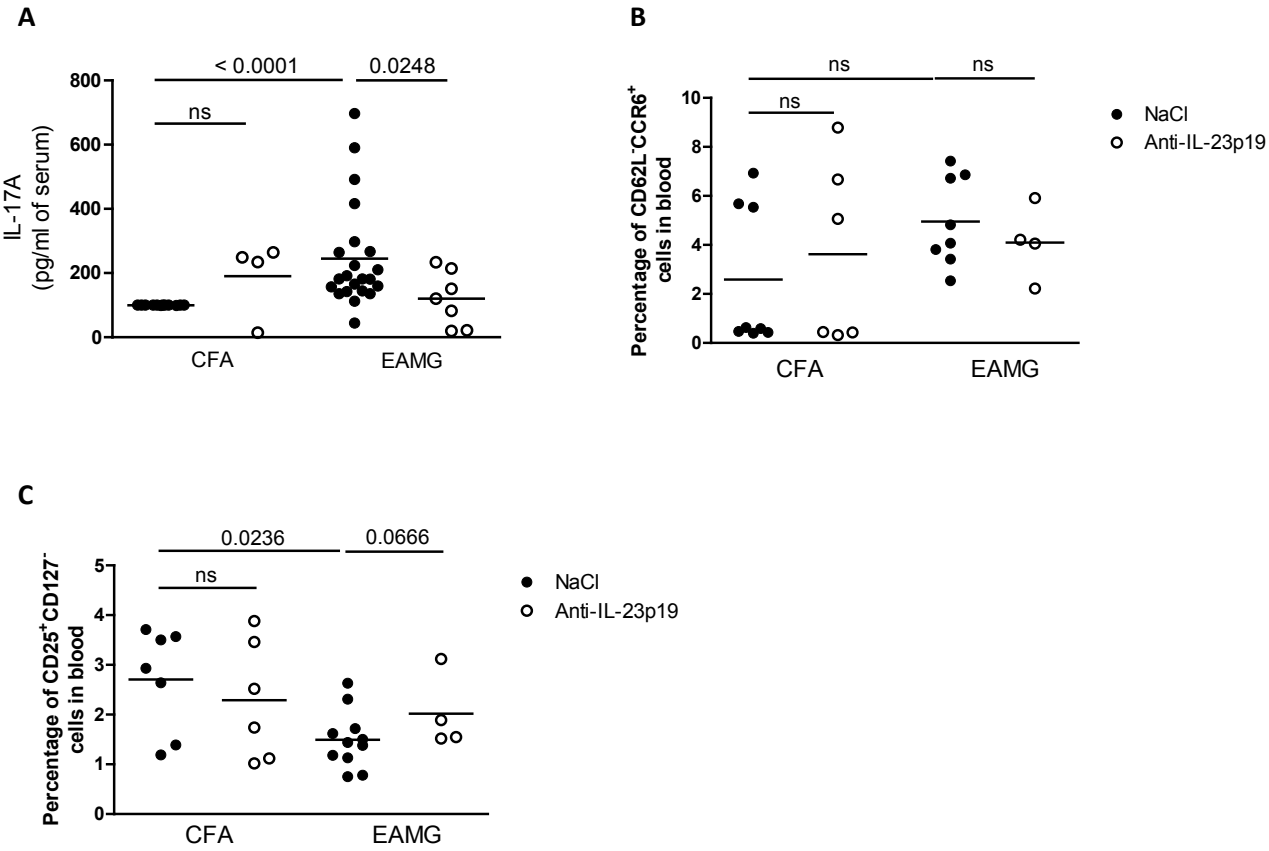 A
< 0.0001
0.0248
ns
800
600
400
200
0
IL-17A
(pg/ml of serum)
CFA
EAMG
B
ns
ns
ns
10
8
6
4
2
0
Percentage of CD62L⁻CCR6⁺
cells in blood
CFA
EAMG
NaCl
Anti-IL-23p19
C
0.0236
0.0666
ns
5
4
3
2
1
0
Percentage of CD25⁺CD127⁻
cells in blood
CFA
EAMG
NaCl
Anti-IL-23p19